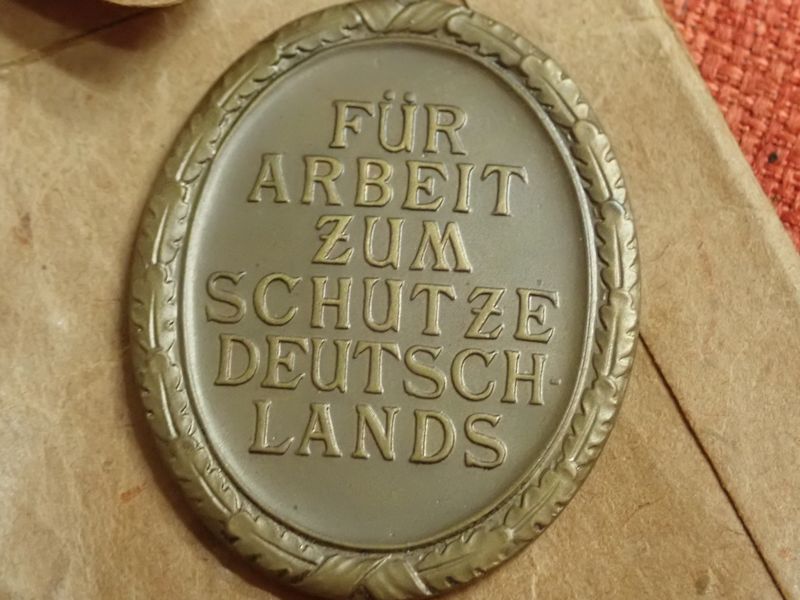 FÜR
ARBEIT
ZUM
SCHUTZE
DEUTSCH-
LANDS